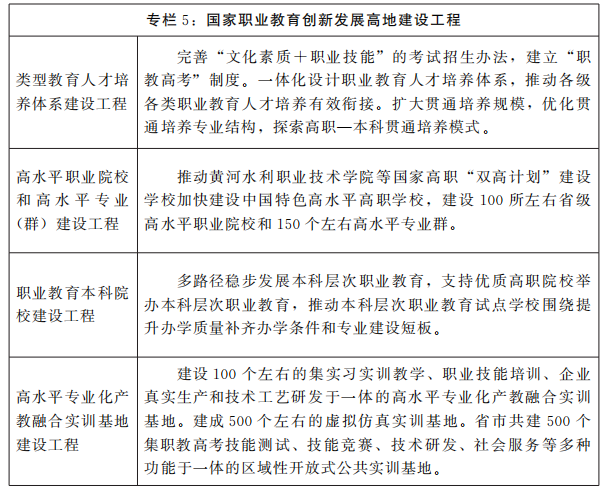 专栏 5：国家职业教育创新发展高地建设工程
类型教育人才培
养体系建设工程
完善“文化素质＋职业技能”的考试招生办法，建立“职
教高考”制度。一体化设计职业教育人才培养体系，推动各级
各类职业教育人才培养有效衔接。扩大贯通培养规模，优化贯
通培养专业结构，探索高职—本科贯通培养模式。
高水平职业院校
和高水平专业
（群）建设工程
推动黄河水利职业技术学院等国家高职“双高计划”建设
学校加快建设中国特色高水平高职学校，建设 100 所左右省级
高水平职业院校和 150 个左右高水平专业群。
职业教育本科院
校建设工程
多路径稳步发展本科层次职业教育，支持优质高职院校举
办本科层次职业教育，推动本科层次职业教育试点学校围绕提
升办学质量补齐办学条件和专业建设短板。
高水平专业化产
教融合实训基地
建设工程
建设 100 个左右的集实习实训教学、职业技能培训、企业
真实生产和技术工艺研发于一体的高水平专业化产教融合实训
基地。建成 500 个左右的虚拟仿真实训基地。省市共建 500 个
集职教高考技能测试、技能竞赛、技术研发、社会服务等多种
功能于一体的区域性开放式公共实训基地。